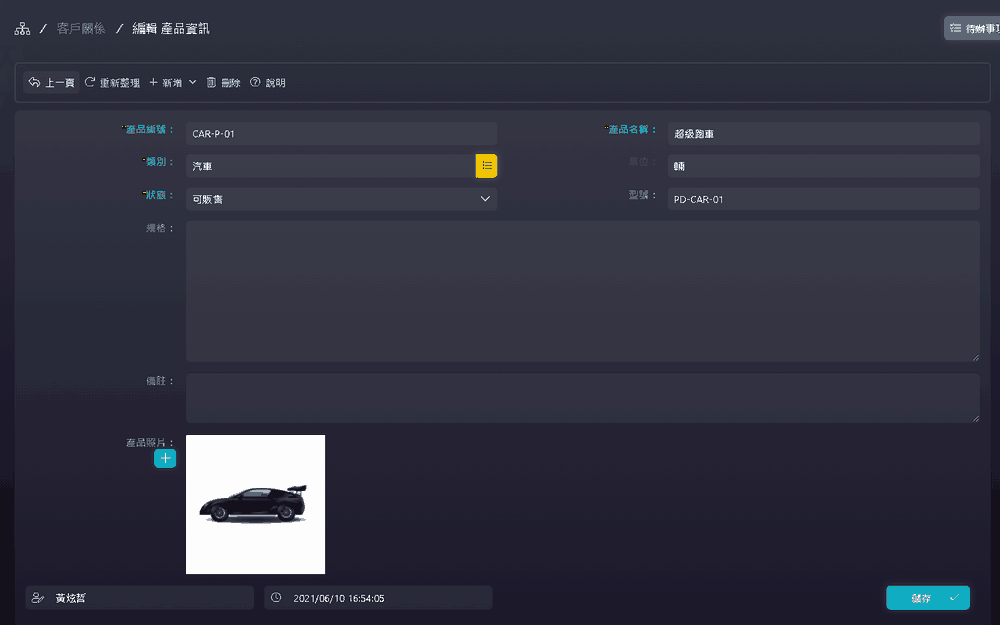 / 客戶關係 / 編輯 產品資訊
待辦事項
上一頁 重新整理 + 新增 刪除 說明
*產品編號： CAR-P-01 *產品名稱： 超級跑車
*類別： 汽車 單位： 輛
*狀態： 可販售 型號： PD-CAR-01
規格：
備註：
產品照片：
黃炫哲 2021/06/10 16:54:05 儲存